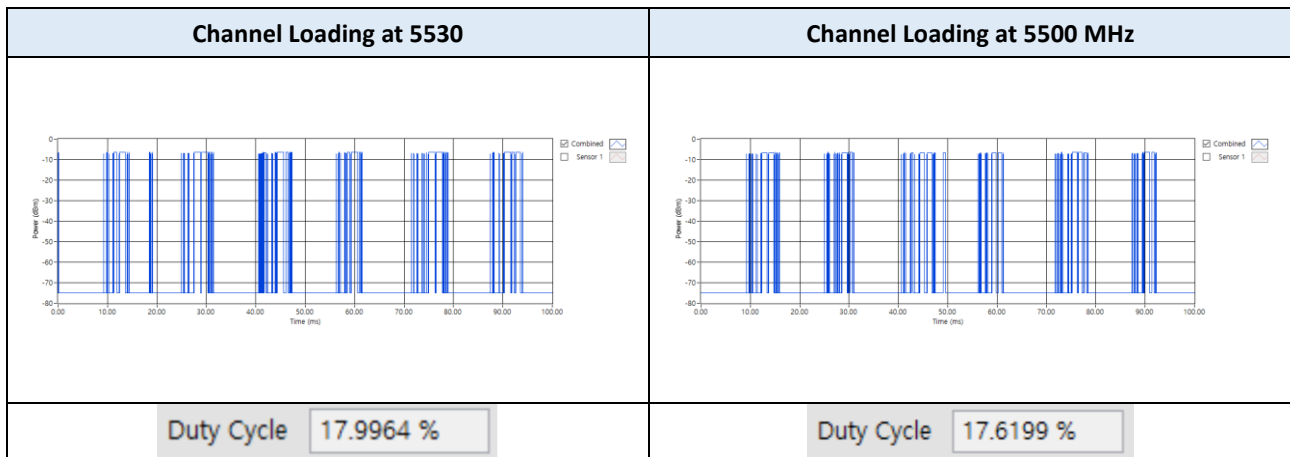 Channel Loading at 5530
Channel Loading at 5500 MHz
0
-10
-20
-30
-40
-50
-60
-70
-80
Power (dBm)
0.00 10.00 20.00 30.00 40.00 50.00 60.00 70.00 80.00 90.00 100.00
Time (ms)
Combined
Sensor 1
0
-10
-20
-30
-40
-50
-60
-70
-80
Power (dBm)
0.00 10.00 20.00 30.00 40.00 50.00 60.00 70.00 80.00 90.00 100.00
Time (ms)
Combined
Sensor 1
Duty Cycle 17.9964 %
Duty Cycle 17.6199 %